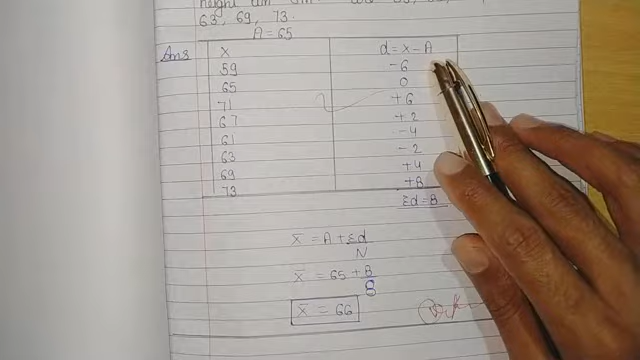 63, 69, 73.
A = 65
Ans X d = X - A
59 -6
65 0
71 +6
67 +2
61 -4
63 -2
69 +4
73 +8
Σd = 8
X̄ = A + Σd
N
X̄ = 65 + 8
8
X̄ = 66